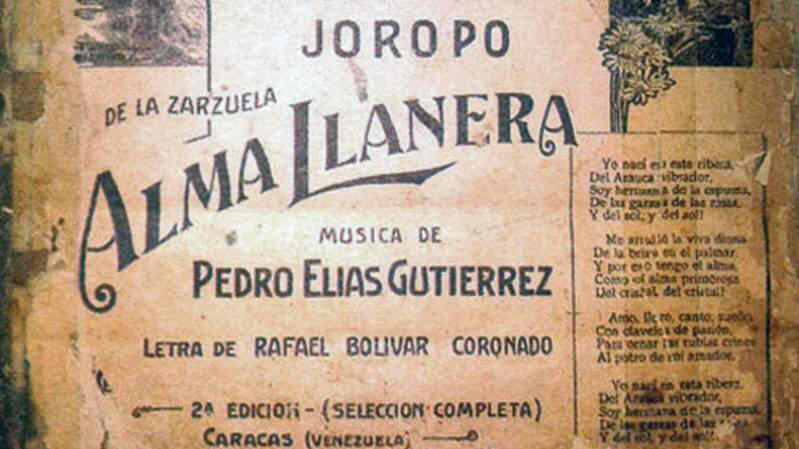 JOROPO
DE LA ZARZUELA
ALMA LLANERA
MUSICA DE
PEDRO ELIAS GUTIERREZ
LETRA DE RAFAEL BOLIVAR CORONADO
2ª EDICION - (SELECCION COMPLETA)
CARACAS (VENEZUELA)
Yo nací en esta ribera,
Del Arauca vibrador,
Soy hermana de la espuma,
De las garzas de las rosas,
Y del sol, y del sol!
Me arrulló la viva diana
De la brisa en el palmar,
Y por eso tengo el alma,
Como el alma primorosa
Del cristal, del cristal!
Amo, lloro, canto, sueño
Con claveles de pasión,
Para ornar las rubias crines
Al potro de mi amador.
Yo nací en esta ribera,
Del Arauca vibrador,
Soy hermana de la espuma,
De las garzas de las
Y del sol, y del sol!